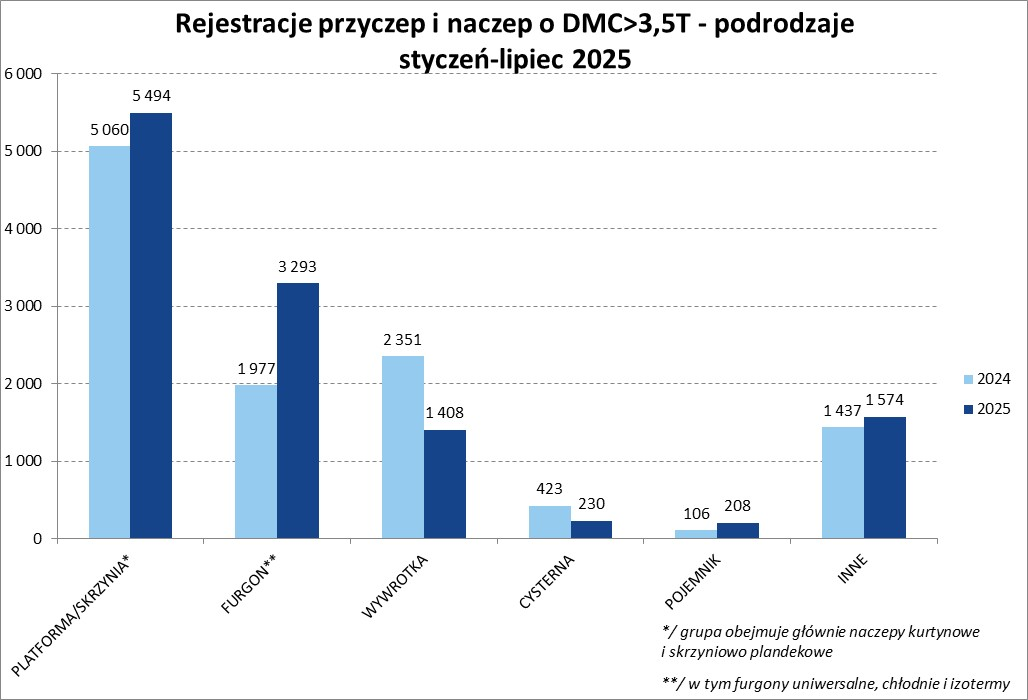 Rejestracje przyczep i naczep o DMC>3,5T - podrodzaje
styczeń-lipiec 2025
6 000
5 000
4 000
3 000
2 000
1 000
0
5 060
5 494
1 977
3 293
2 351
1 408
423
230
106
208
1 437
1 574
2024
2025
PLATFORMA/SKRZYNIA*
FURGON**
WYWROTKA
CYSTERNA
POJEMNIK
INNE
*/ grupa obejmuje głównie naczepy kurtynowe
i skrzyniowo plandekowe
**/ w tym furgony uniwersalne, chłodnie i izotermy